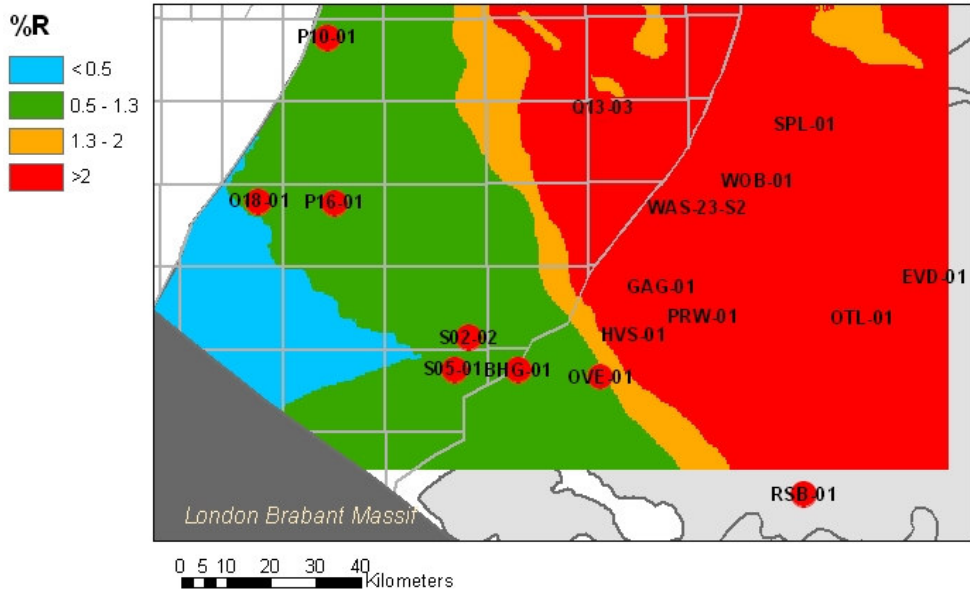 %R
< 0.5
0.5 - 1.3
1.3 - 2
>2
P10-01
Q13-03
SPL-01
WOB-01
O18-01
P16-01
WAS-23-S2
EVD-01
GAG-01
PRW-01
OTL-01
S02-02
HVS-01
S05-01
BHG-01
OVE-01
RSB-01
London Brabant Massif
0 5 10 20 30 40
Kilometers